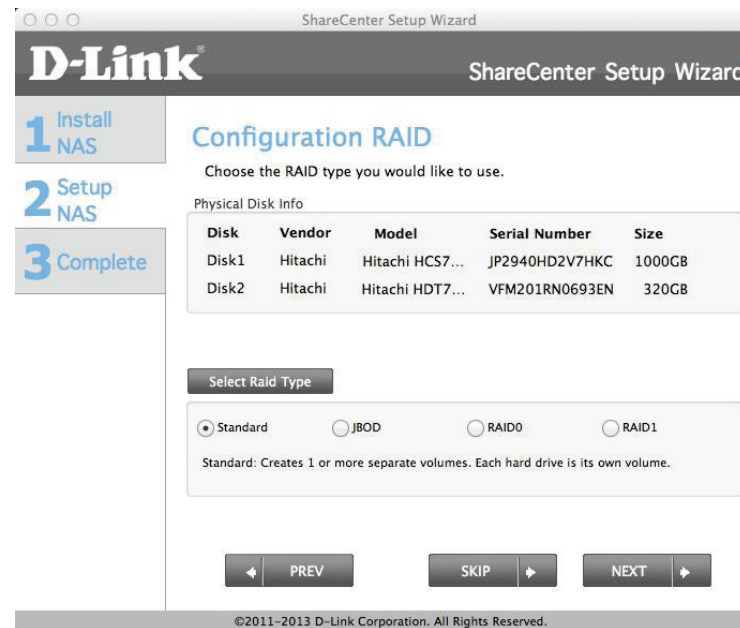 ShareCenter Setup Wizard
D-Link®
ShareCenter Setup Wizard
1 Install NAS
2 Setup NAS
3 Complete
Configuration RAID
Choose the RAID type you would like to use.
Physical Disk Info
Disk Vendor Model Serial Number Size
Disk1 Hitachi Hitachi HCS7... JP2940HD2V7HKC 1000GB
Disk2 Hitachi Hitachi HDT7... VFM201RN0693EN 320GB
Select Raid Type
Standard JBOD RAID0 RAID1
Standard: Creates 1 or more separate volumes. Each hard drive is its own volume.
PREV SKIP NEXT
©2011-2013 D-Link Corporation. All Rights Reserved.